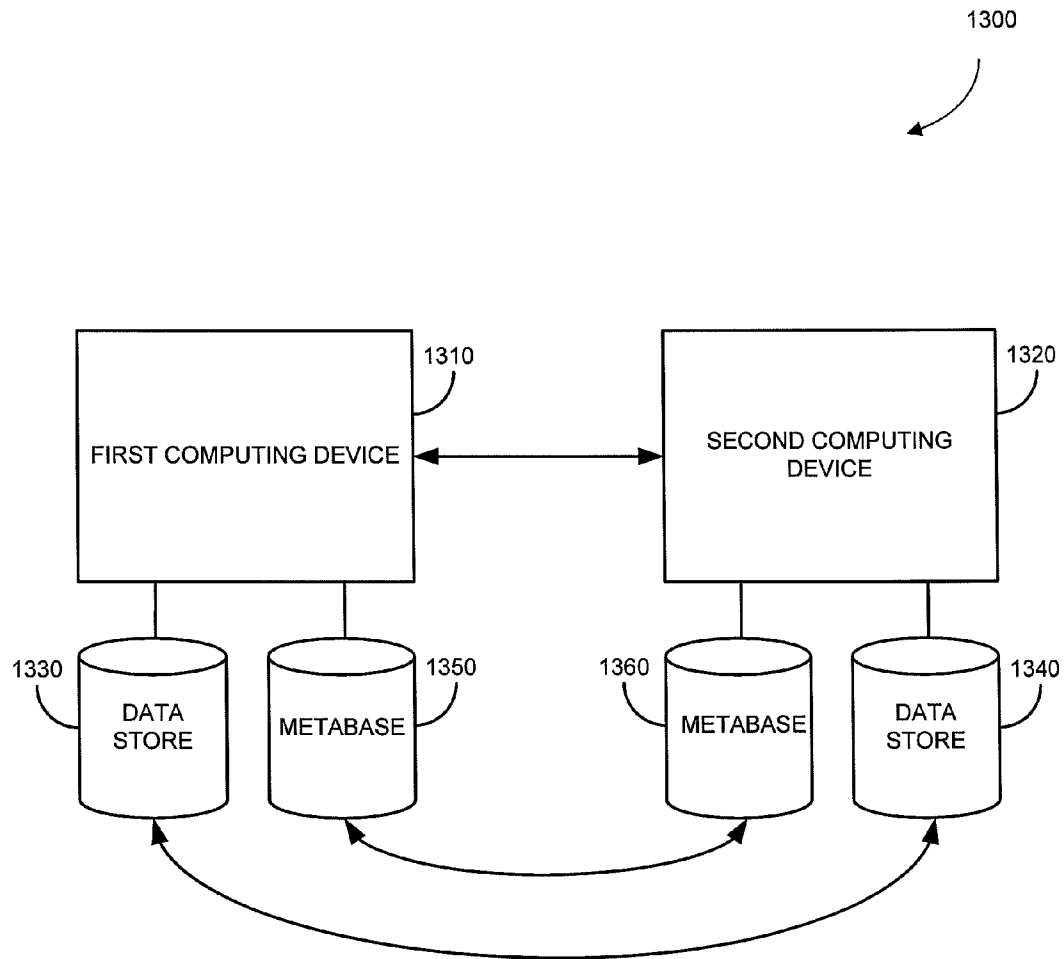 1300
1310
1320
FIRST COMPUTING DEVICE
SECOND COMPUTING
DEVICE
1330
1350
1360
1340
DATA
STORE
METABASE
METABASE
DATA
STORE